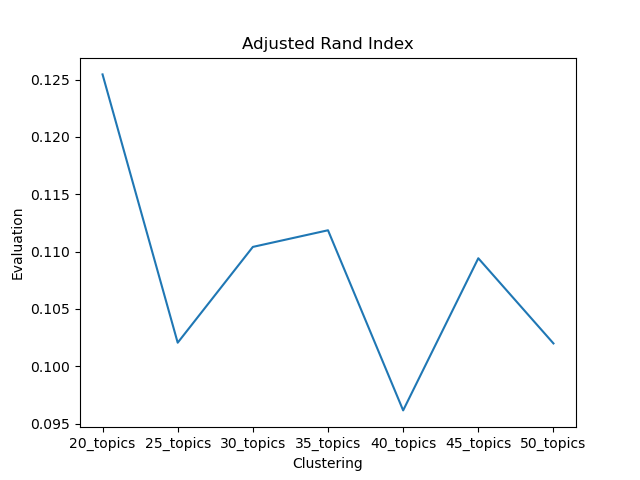 Adjusted Rand Index
0.125
0.120
0.115
0.110
0.105
0.100
0.095
Evaluation
20_topics 25_topics 30_topics 35_topics 40_topics 45_topics 50_topics
Clustering